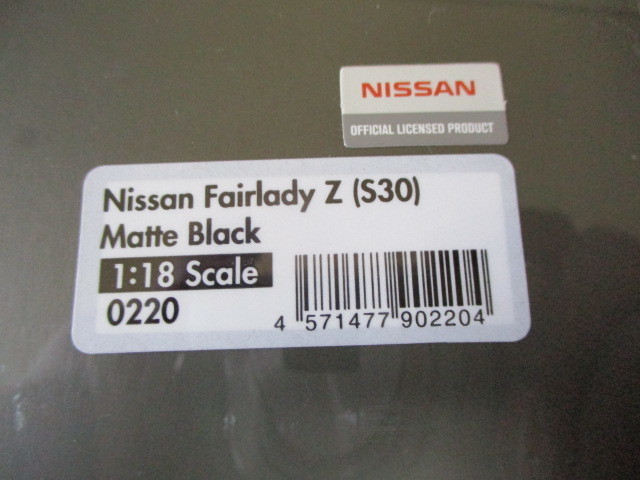 NISSAN
OFFICIAL LICENSED PRODUCT
Nissan Fairlady Z (S30)
Matte Black
1:18 Scale
0220
4 571477 902204